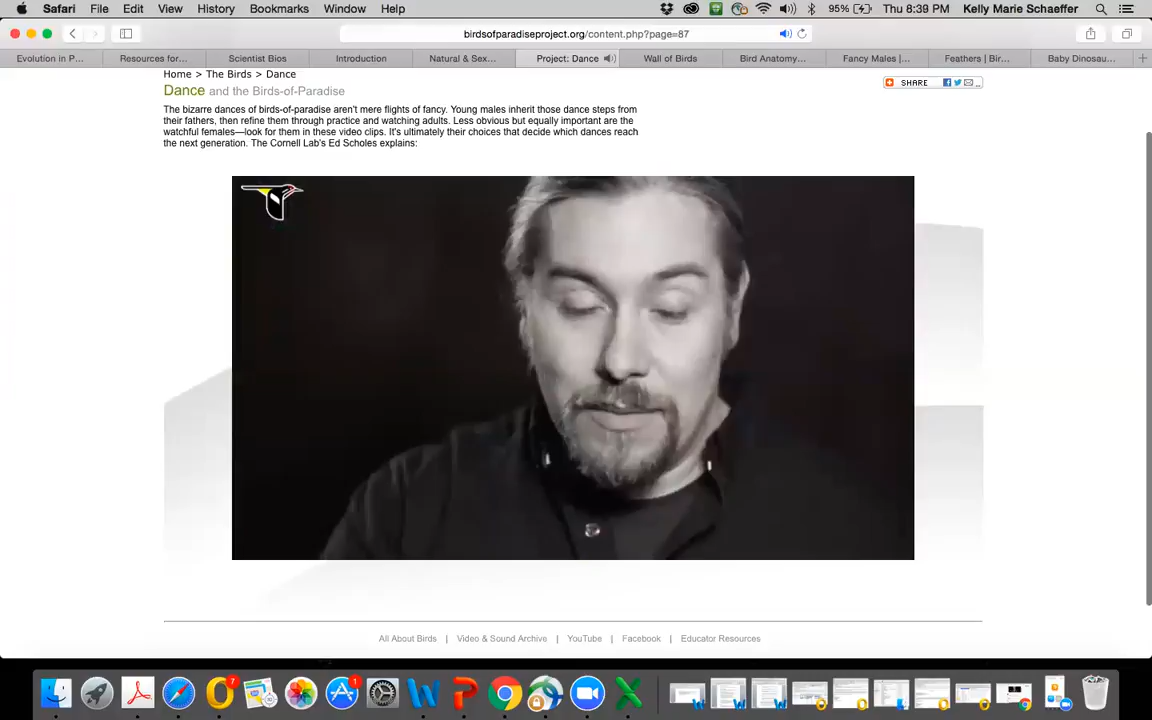 Safari File Edit View History Bookmarks Window Help 95% Thu 8:39 PM Kelly Marie Schaeffer
birdsofparadiseproject.org/content.php?page=87
Evolution in P... Resources for... Scientist Bios Introduction Natural & Sex... Project: Dance Wall of Birds Bird Anatomy... Fancy Males |... Feathers | Bir... Baby Dinosau...
Home > The Birds > Dance
SHARE
Dance and the Birds-of-Paradise
The bizarre dances of birds-of-paradise aren't mere flights of fancy. Young males inherit those dance steps from
their fathers, then refine them through practice and watching adults. Less obvious but equally important are the
watchful females—look for them in these video clips. It's ultimately their choices that decide which dances reach
the next generation. The Cornell Lab's Ed Scholes explains:
All About Birds | Video & Sound Archive | YouTube | Facebook | Educator Resources
7
1